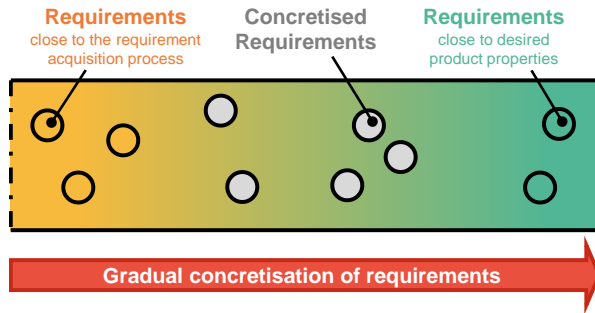 Requirements
close to the requirement
acquisition process
Concretised
Requirements
Requirements
close to desired
product properties
Gradual concretisation of requirements